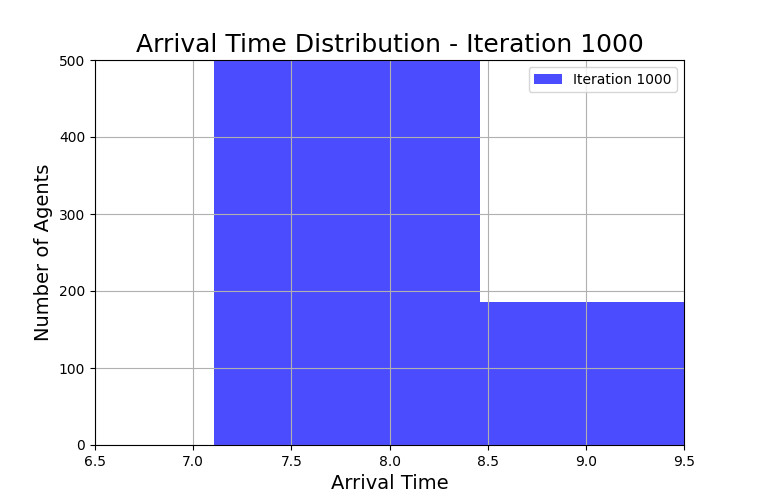 Arrival Time Distribution - Iteration 1000
Iteration 1000
Number of Agents
500
400
300
200
100
0
6.5 7.0 7.5 8.0 8.5 9.0 9.5
Arrival Time